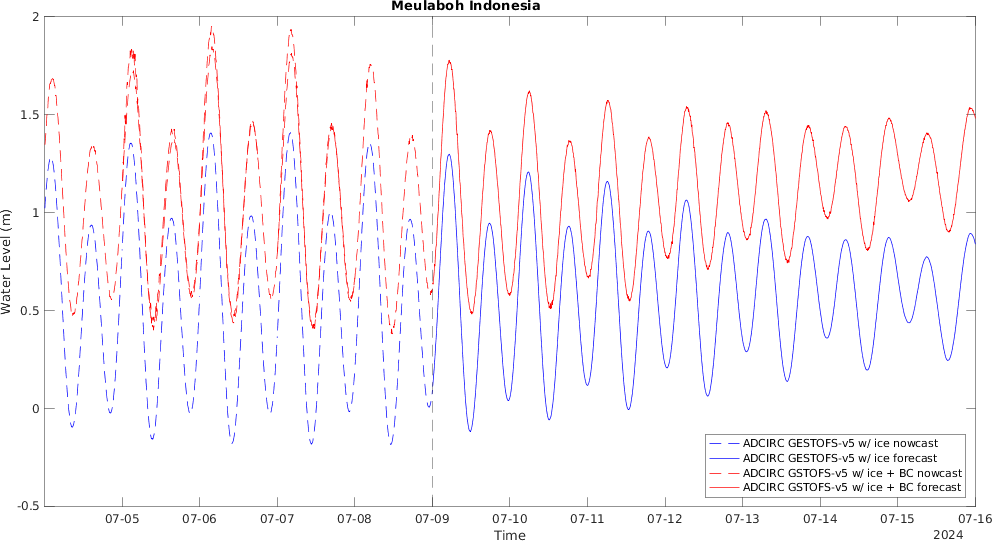 Meulaboh Indonesia
2
1.5
1
0.5
0
-0.5
Water Level (m)
07-05 07-06 07-07 07-08 07-09 07-10 07-11 07-12 07-13 07-14 07-15 07-16
Time
2024
ADCIRC GESTOFS-v5 w/ ice nowcast
ADCIRC GESTOFS-v5 w/ ice forecast
ADCIRC GSTOFS-v5 w/ ice + BC nowcast
ADCIRC GSTOFS-v5 w/ ice + BC forecast